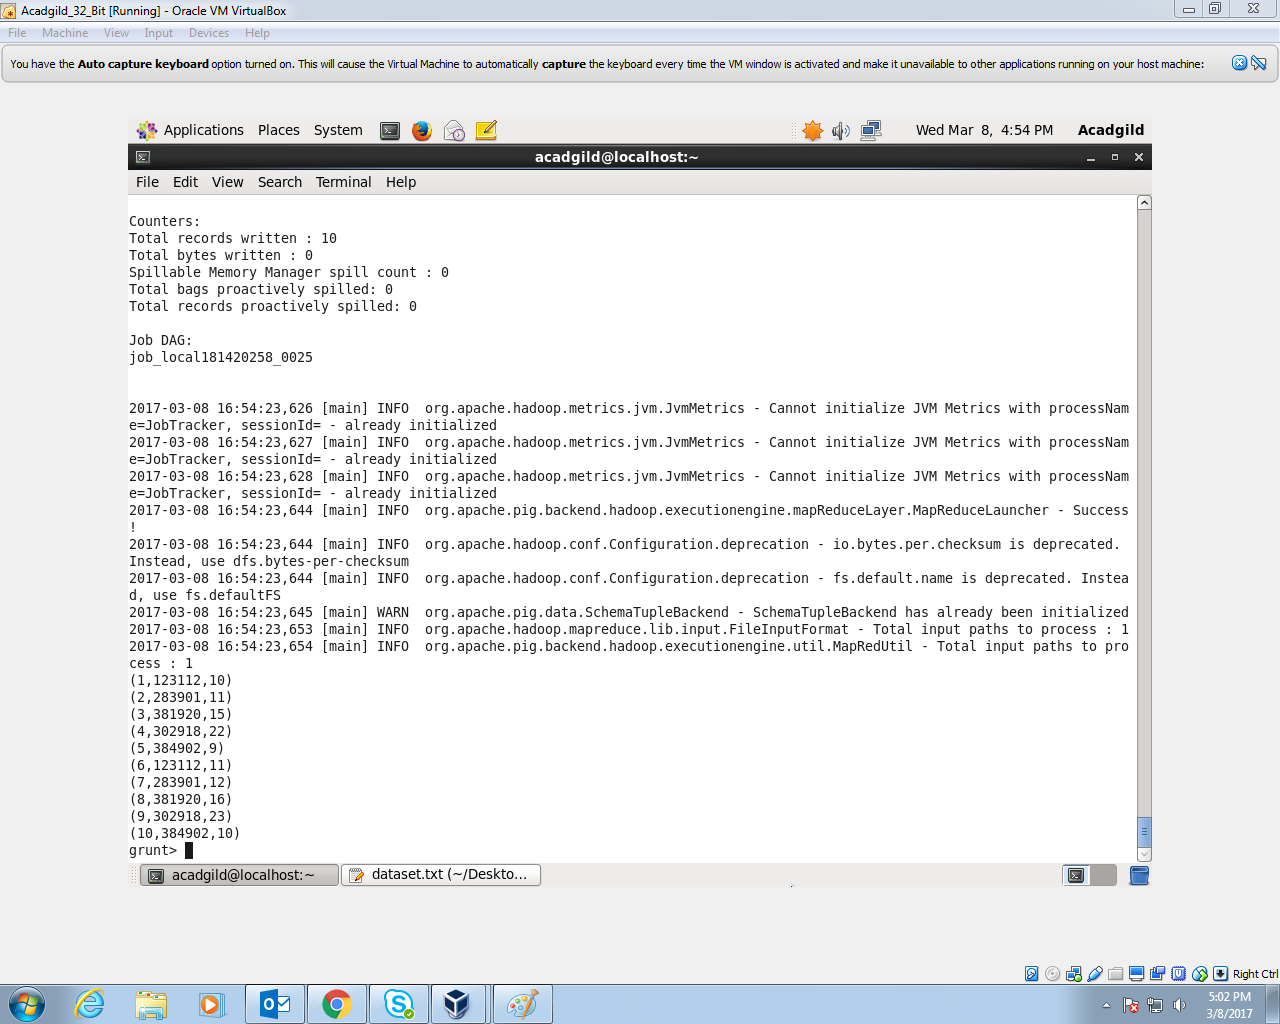 Acadgild_32_Bit [Running] - Oracle VM VirtualBox
File Machine View Input Devices Help
You have the Auto capture keyboard option turned on. This will cause the Virtual Machine to automatically capture the keyboard every time the VM window is activated and make it unavailable to other applications running on your host machine:
Applications Places System Wed Mar 8, 4:54 PM Acadgild
acadgild@localhost:~
File Edit View Search Terminal Help
Counters:
Total records written : 10
Total bytes written : 0
Spillable Memory Manager spill count : 0
Total bags proactively spilled: 0
Total records proactively spilled: 0
Job DAG:
job_local181420258_0025
2017-03-08 16:54:23,626 [main] INFO  org.apache.hadoop.metrics.jvm.JvmMetrics - Cannot initialize JVM Metrics with processNam
e=JobTracker, sessionId= - already initialized
2017-03-08 16:54:23,627 [main] INFO  org.apache.hadoop.metrics.jvm.JvmMetrics - Cannot initialize JVM Metrics with processNam
e=JobTracker, sessionId= - already initialized
2017-03-08 16:54:23,628 [main] INFO  org.apache.hadoop.metrics.jvm.JvmMetrics - Cannot initialize JVM Metrics with processNam
e=JobTracker, sessionId= - already initialized
2017-03-08 16:54:23,644 [main] INFO  org.apache.pig.backend.hadoop.executionengine.mapReduceLayer.MapReduceLauncher - Success
!
2017-03-08 16:54:23,644 [main] INFO  org.apache.hadoop.conf.Configuration.deprecation - io.bytes.per.checksum is deprecated.
Instead, use dfs.bytes-per-checksum
2017-03-08 16:54:23,644 [main] INFO  org.apache.hadoop.conf.Configuration.deprecation - fs.default.name is deprecated. Instea
d, use fs.defaultFS
2017-03-08 16:54:23,645 [main] WARN  org.apache.pig.data.SchemaTupleBackend - SchemaTupleBackend has already been initialized
2017-03-08 16:54:23,653 [main] INFO  org.apache.hadoop.mapreduce.lib.input.FileInputFormat - Total input paths to process : 1
2017-03-08 16:54:23,654 [main] INFO  org.apache.pig.backend.hadoop.executionengine.util.MapRedUtil - Total input paths to pro
cess : 1
(1,123112,10)
(2,283901,11)
(3,381920,15)
(4,302918,22)
(5,384902,9)
(6,123112,11)
(7,283901,12)
(8,381920,16)
(9,302918,23)
(10,384902,10)
grunt>
acadgild@localhost:~ dataset.txt (~/Deskto...
Right Ctrl
5:02 PM
3/8/2017